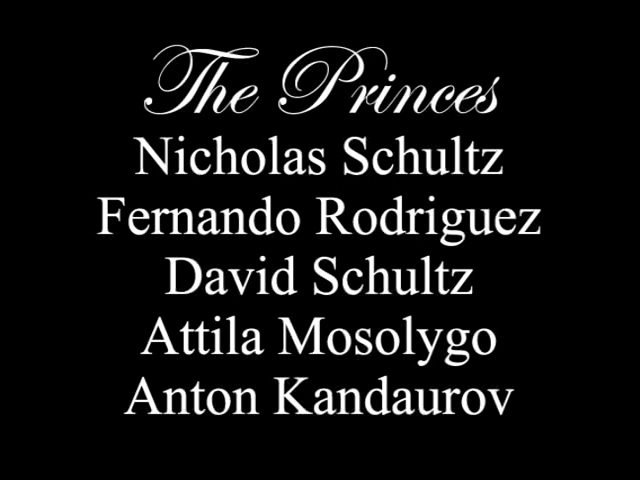 The Princes
Nicholas Schultz
Fernando Rodriguez
David Schultz
Attila Mosolygo
Anton Kandaurov